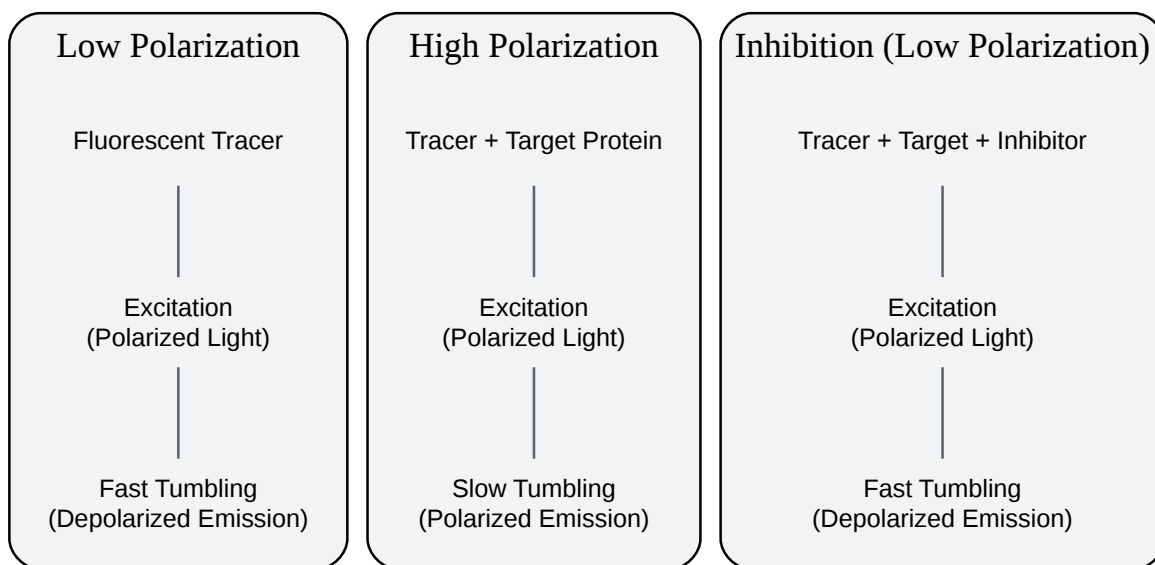 Low Polarization
Fluorescent Tracer
Excitation
(Polarized Light)
Fast Tumbling
(Depolarized Emission)
High Polarization
Tracer + Target Protein
Excitation
(Polarized Light)
Slow Tumbling
(Polarized Emission)
Inhibition (Low Polarization)
Tracer + Target + Inhibitor
Excitation
(Polarized Light)
Fast Tumbling
(Depolarized Emission)